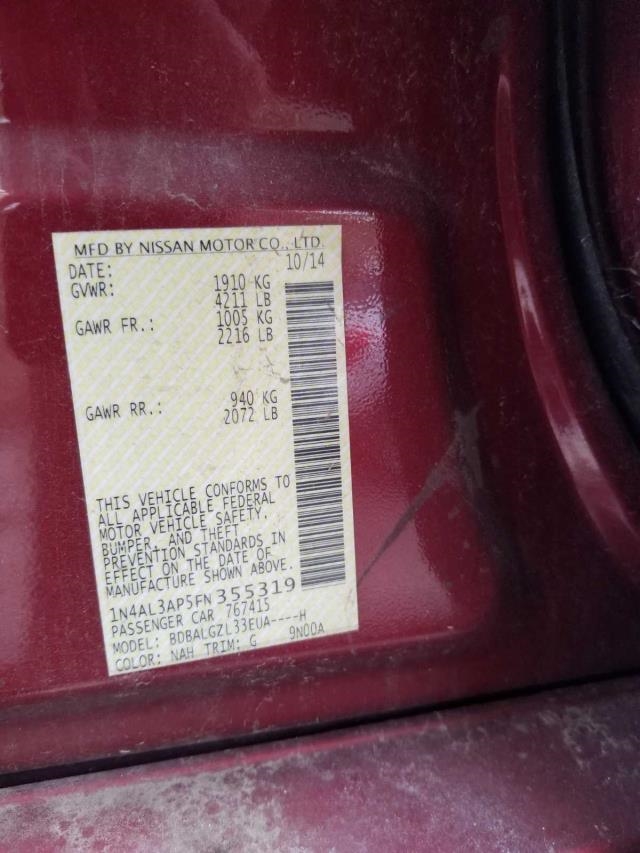 MFD BY NISSAN MOTOR CO., LTD.
DATE: 10/14
GVWR: 1910 KG
4211 LB
GAWR FR.: 1005 KG
2216 LB
GAWR RR.: 940 KG
2072 LB
THIS VEHICLE CONFORMS TO
ALL APPLICABLE FEDERAL
MOTOR VEHICLE SAFETY,
BUMPER, AND THEFT
PREVENTION STANDARDS IN
EFFECT ON THE DATE OF
MANUFACTURE SHOWN ABOVE.
1N4AL3AP5FN355319
PASSENGER CAR 767415
MODEL: BDBALGZL33EUA----H
COLOR: NAH TRIM: G 9N00A